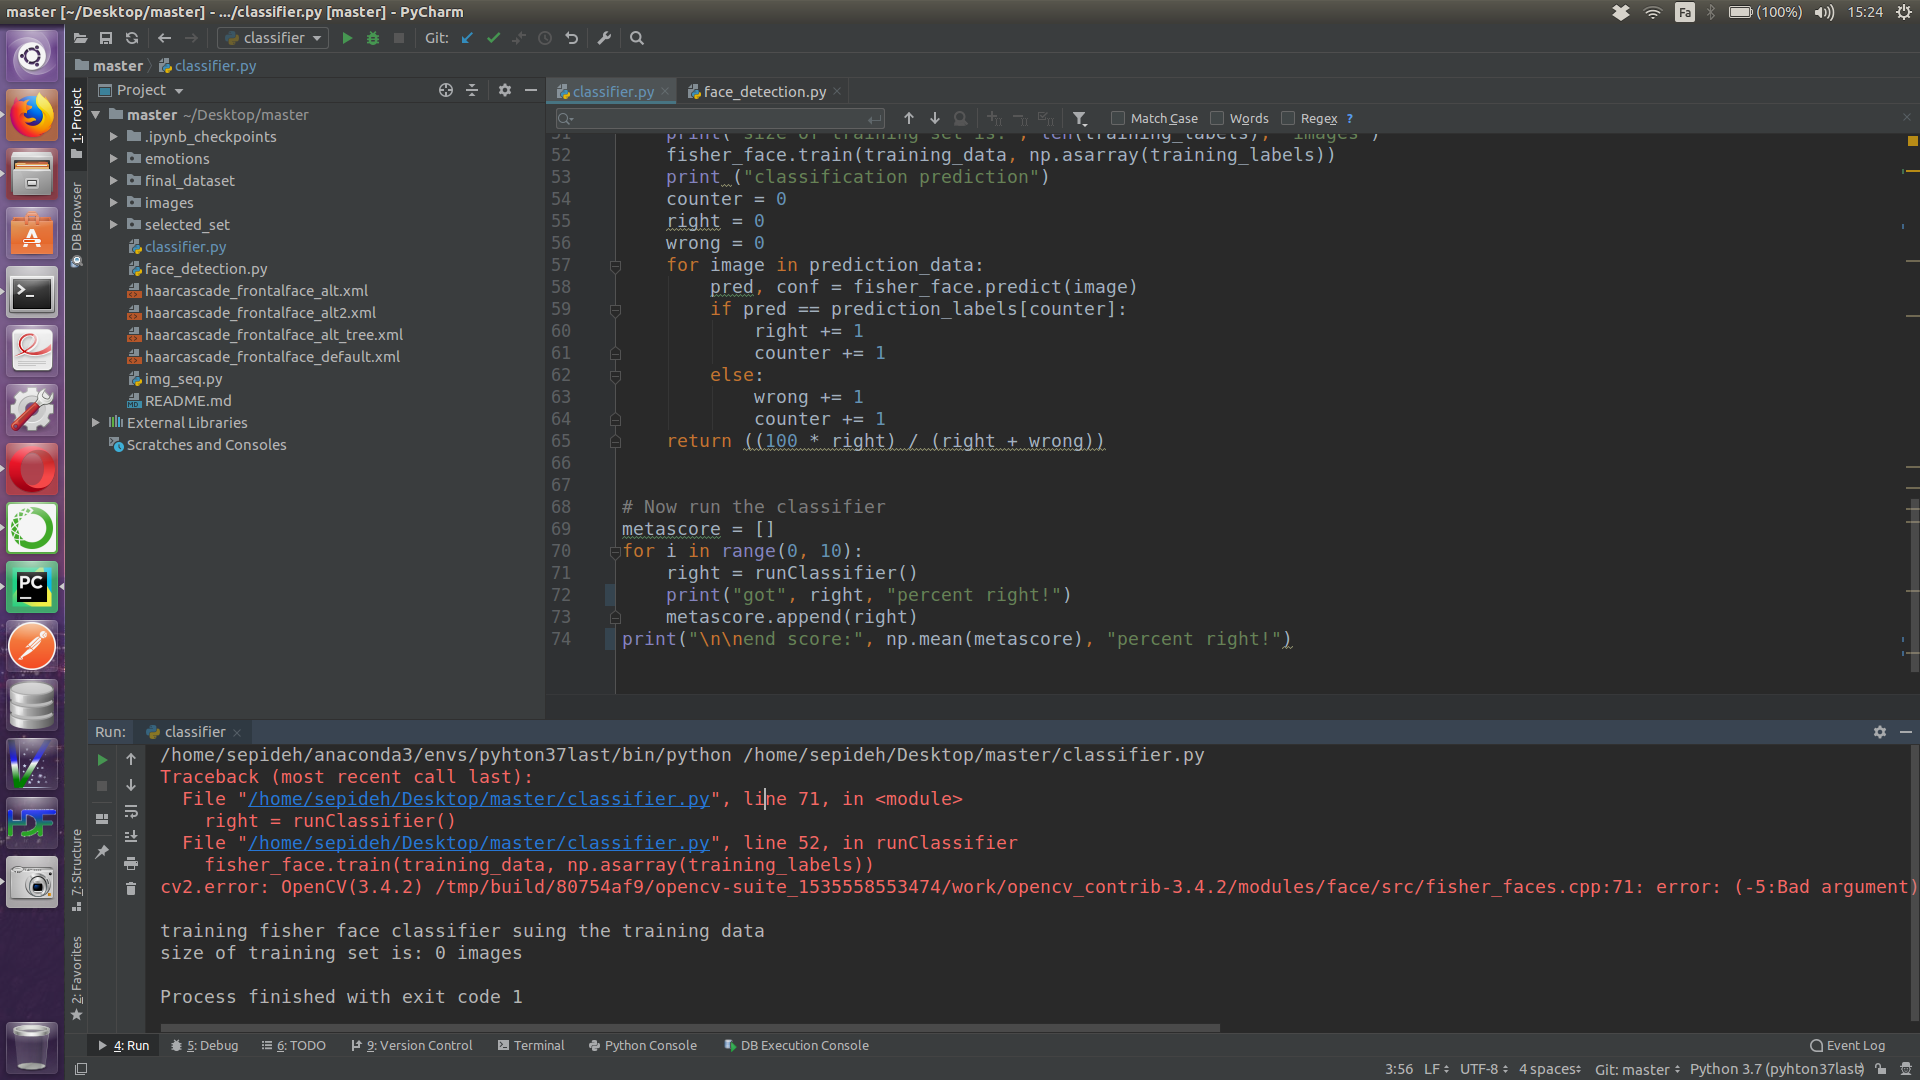 master [~/Desktop/master] - .../classifier.py [master] - PyCharm
Fa
(100%)
15:24
classifier
Git:
master
classifier.py
1: Project
DB Browser
7: Structure
2: Favorites
Project
master ~/Desktop/master
.ipynb_checkpoints
emotions
final_dataset
images
selected_set
classifier.py
face_detection.py
haarcascade_frontalface_alt.xml
haarcascade_frontalface_alt2.xml
haarcascade_frontalface_alt_tree.xml
haarcascade_frontalface_default.xml
img_seq.py
README.md
External Libraries
Scratches and Consoles
classifier.py
face_detection.py
Match Case
Words
Regex
?
51 print("size of training set is:", len(training_labels), "images")
52 fisher_face.train(training_data, np.asarray(training_labels))
53 print ("classification prediction")
54 counter = 0
55 right = 0
56 wrong = 0
57 for image in prediction_data:
58 pred, conf = fisher_face.predict(image)
59 if pred == prediction_labels[counter]:
60 right += 1
61 counter += 1
62 else:
63 wrong += 1
64 counter += 1
65 return ((100 * right) / (right + wrong))
66
67
68 # Now run the classifier
69 metascore = []
70 for i in range(0, 10):
71 right = runClassifier()
72 print("got", right, "percent right!")
73 metascore.append(right)
74 print("\n\nend score:", np.mean(metascore), "percent right!")
Run:
classifier
/home/sepideh/anaconda3/envs/pyhton37last/bin/python /home/sepideh/Desktop/master/classifier.py
Traceback (most recent call last):
File "/home/sepideh/Desktop/master/classifier.py", line 71, in <module>
right = runClassifier()
File "/home/sepideh/Desktop/master/classifier.py", line 52, in runClassifier
fisher_face.train(training_data, np.asarray(training_labels))
cv2.error: OpenCV(3.4.2) /tmp/build/80754af9/opencv-suite_1535558553474/work/opencv_contrib-3.4.2/modules/face/src/fisher_faces.cpp:71: error: (-5:Bad argument)
training fisher face classifier suing the training data
size of training set is: 0 images
Process finished with exit code 1
4: Run
5: Debug
6: TODO
9: Version Control
Terminal
Python Console
DB Execution Console
Event Log
3:56
LF
UTF-8
4 spaces
Git: master
Python 3.7 (pyhton37last)
PC
HDF